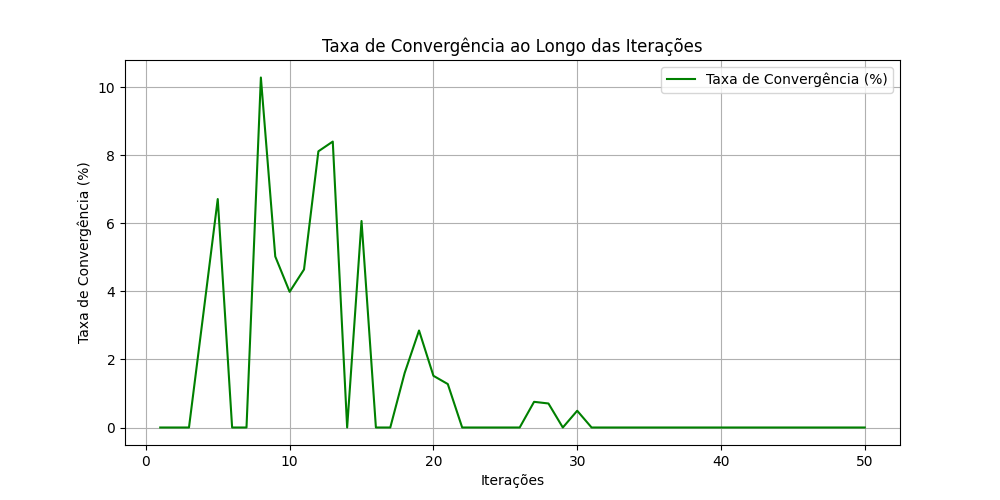 Taxa de Convergência ao Longo das Iterações
Taxa de Convergência (%)
Taxa de Convergência (%)
10
8
6
4
2
0
0 10 20 30 40 50
Iterações